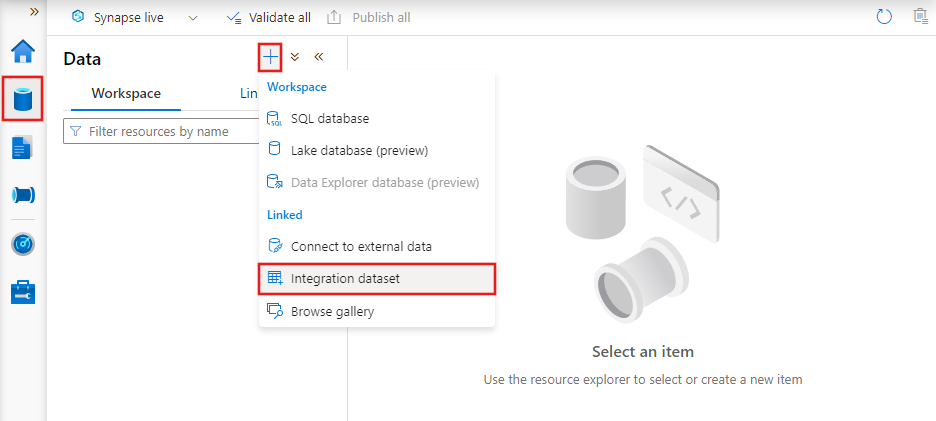 »
Synapse live
Validate all
Publish all
Data
Workspace
Lin
Filter resources by name
Workspace
SQL
SQL database
Lake database (preview)
Data Explorer database (preview)
Linked
Connect to external data
Integration dataset
Browse gallery
</>
Select an item
Use the resource explorer to select or create a new item